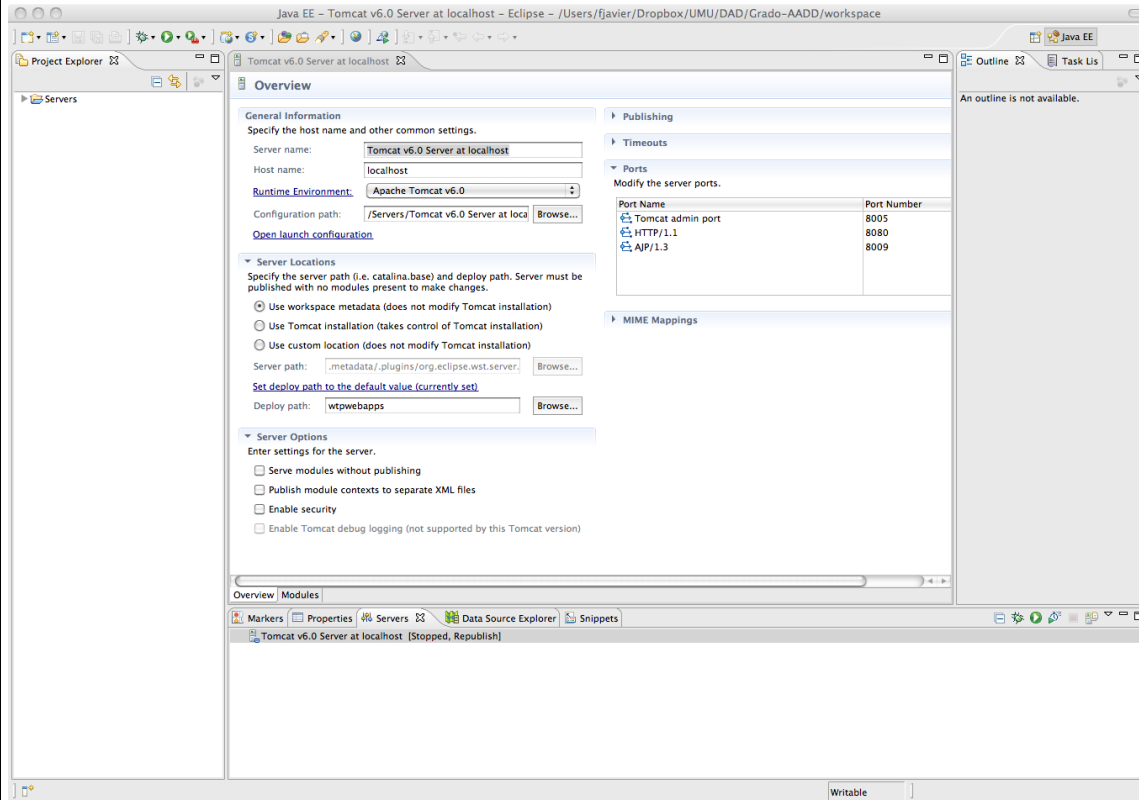 Java EE – Tomcat v6.0 Server at localhost – Eclipse – /Users/fjavier/Dropbox/UMU/DAD/Grado-AADD/workspace
Java EE
Project Explorer
Servers
Tomcat v6.0 Server at localhost
Overview
General Information
Specify the host name and other common settings.
Server name: Tomcat v6.0 Server at localhost
Host name: localhost
Runtime Environment: Apache Tomcat v6.0
Configuration path: /Servers/Tomcat v6.0 Server at loca Browse...
Open launch configuration
Server Locations
Specify the server path (i.e. catalina.base) and deploy path. Server must be
published with no modules present to make changes.
Use workspace metadata (does not modify Tomcat installation)
Use Tomcat installation (takes control of Tomcat installation)
Use custom location (does not modify Tomcat installation)
Server path: .metadata/.plugins/org.eclipse.wst.server. Browse...
Set deploy path to the default value (currently set)
Deploy path: wtpwebapps Browse...
Server Options
Enter settings for the server.
Serve modules without publishing
Publish module contexts to separate XML files
Enable security
Enable Tomcat debug logging (not supported by this Tomcat version)
Publishing
Timeouts
Ports
Modify the server ports.
Port Name Port Number
Tomcat admin port 8005
HTTP/1.1 8080
AJP/1.3 8009
MIME Mappings
Overview Modules
Outline Task Lis
An outline is not available.
Markers Properties Servers Data Source Explorer Snippets
Tomcat v6.0 Server at localhost [Stopped, Republish]
Writable